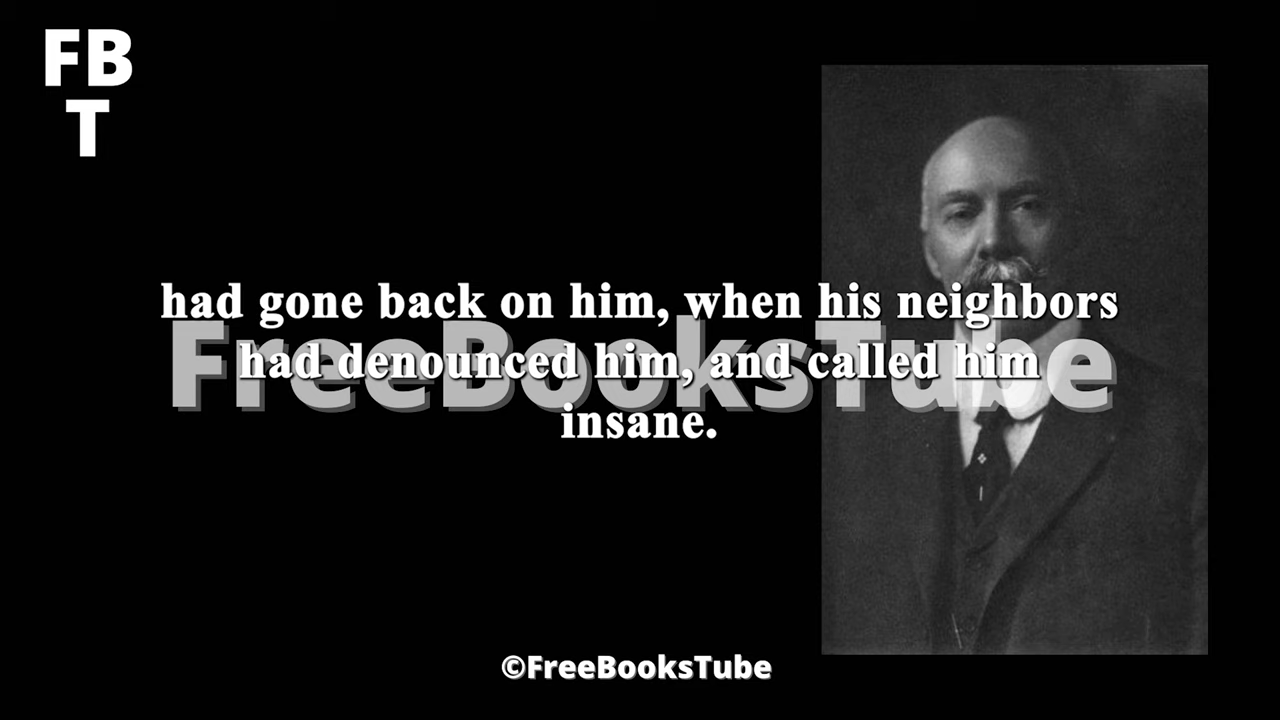 FB
T
had gone back on him, when his neighbors
FreeBooksTube
had denounced him, and called him
insane.
©FreeBooksTube